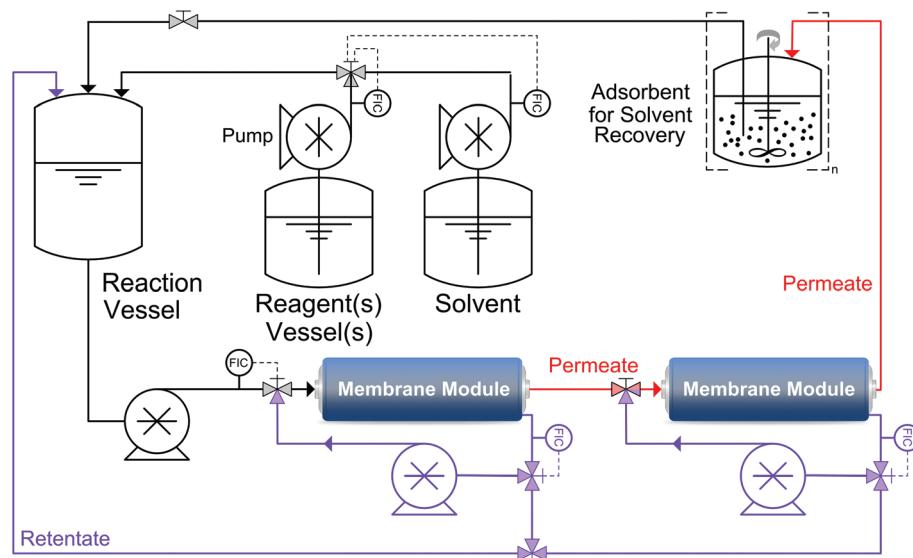 FIC
FIC
Pump
Adsorbent
for Solvent
Recovery
n
Reaction
Vessel
Reagent(s)
Vessel(s)
Solvent
Permeate
FIC
Membrane Module
Permeate
Membrane Module
FIC
FIC
Retentate